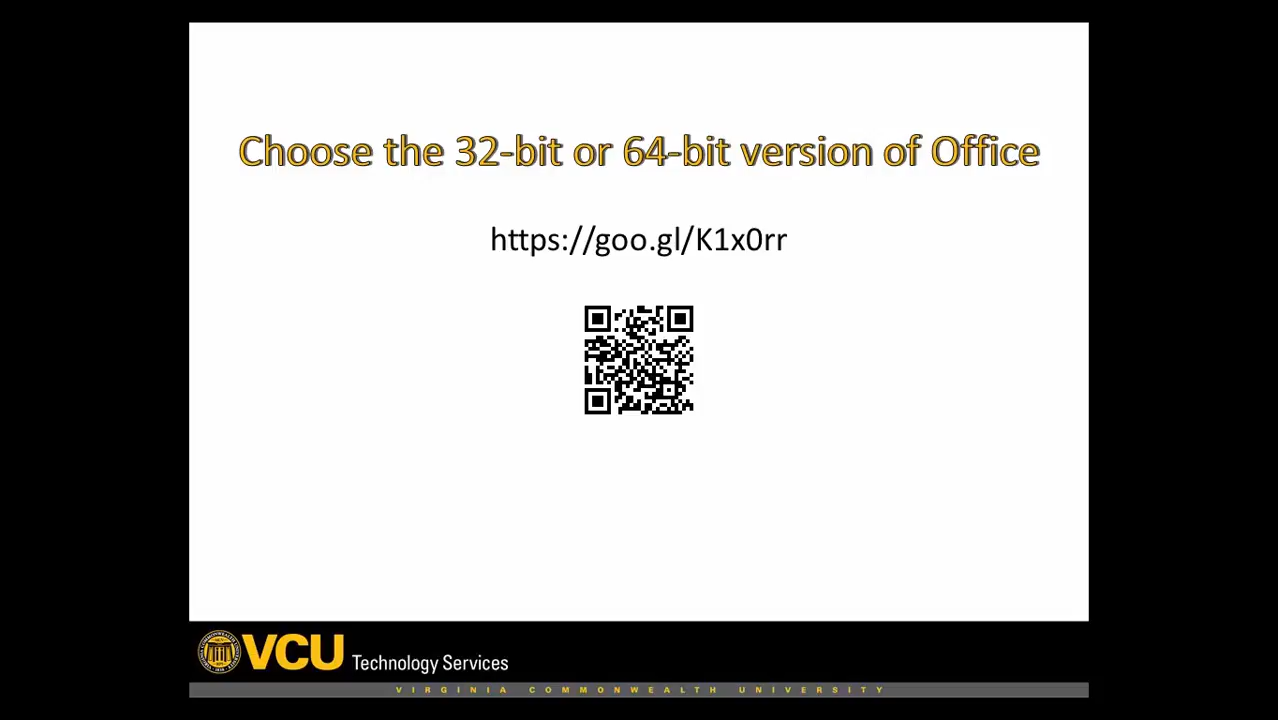 Choose the 32-bit or 64-bit version of Office
https://goo.gl/K1x0rr
VCU Technology Services
VIRGINIA COMMONWEALTH UNIVERSITY